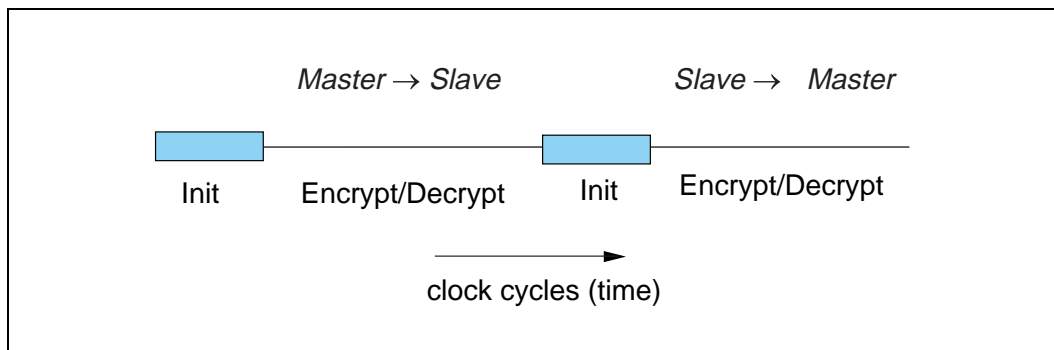 Master → Slave
Slave → Master
Init
Encrypt/Decrypt
Init
Encrypt/Decrypt
clock cycles (time)